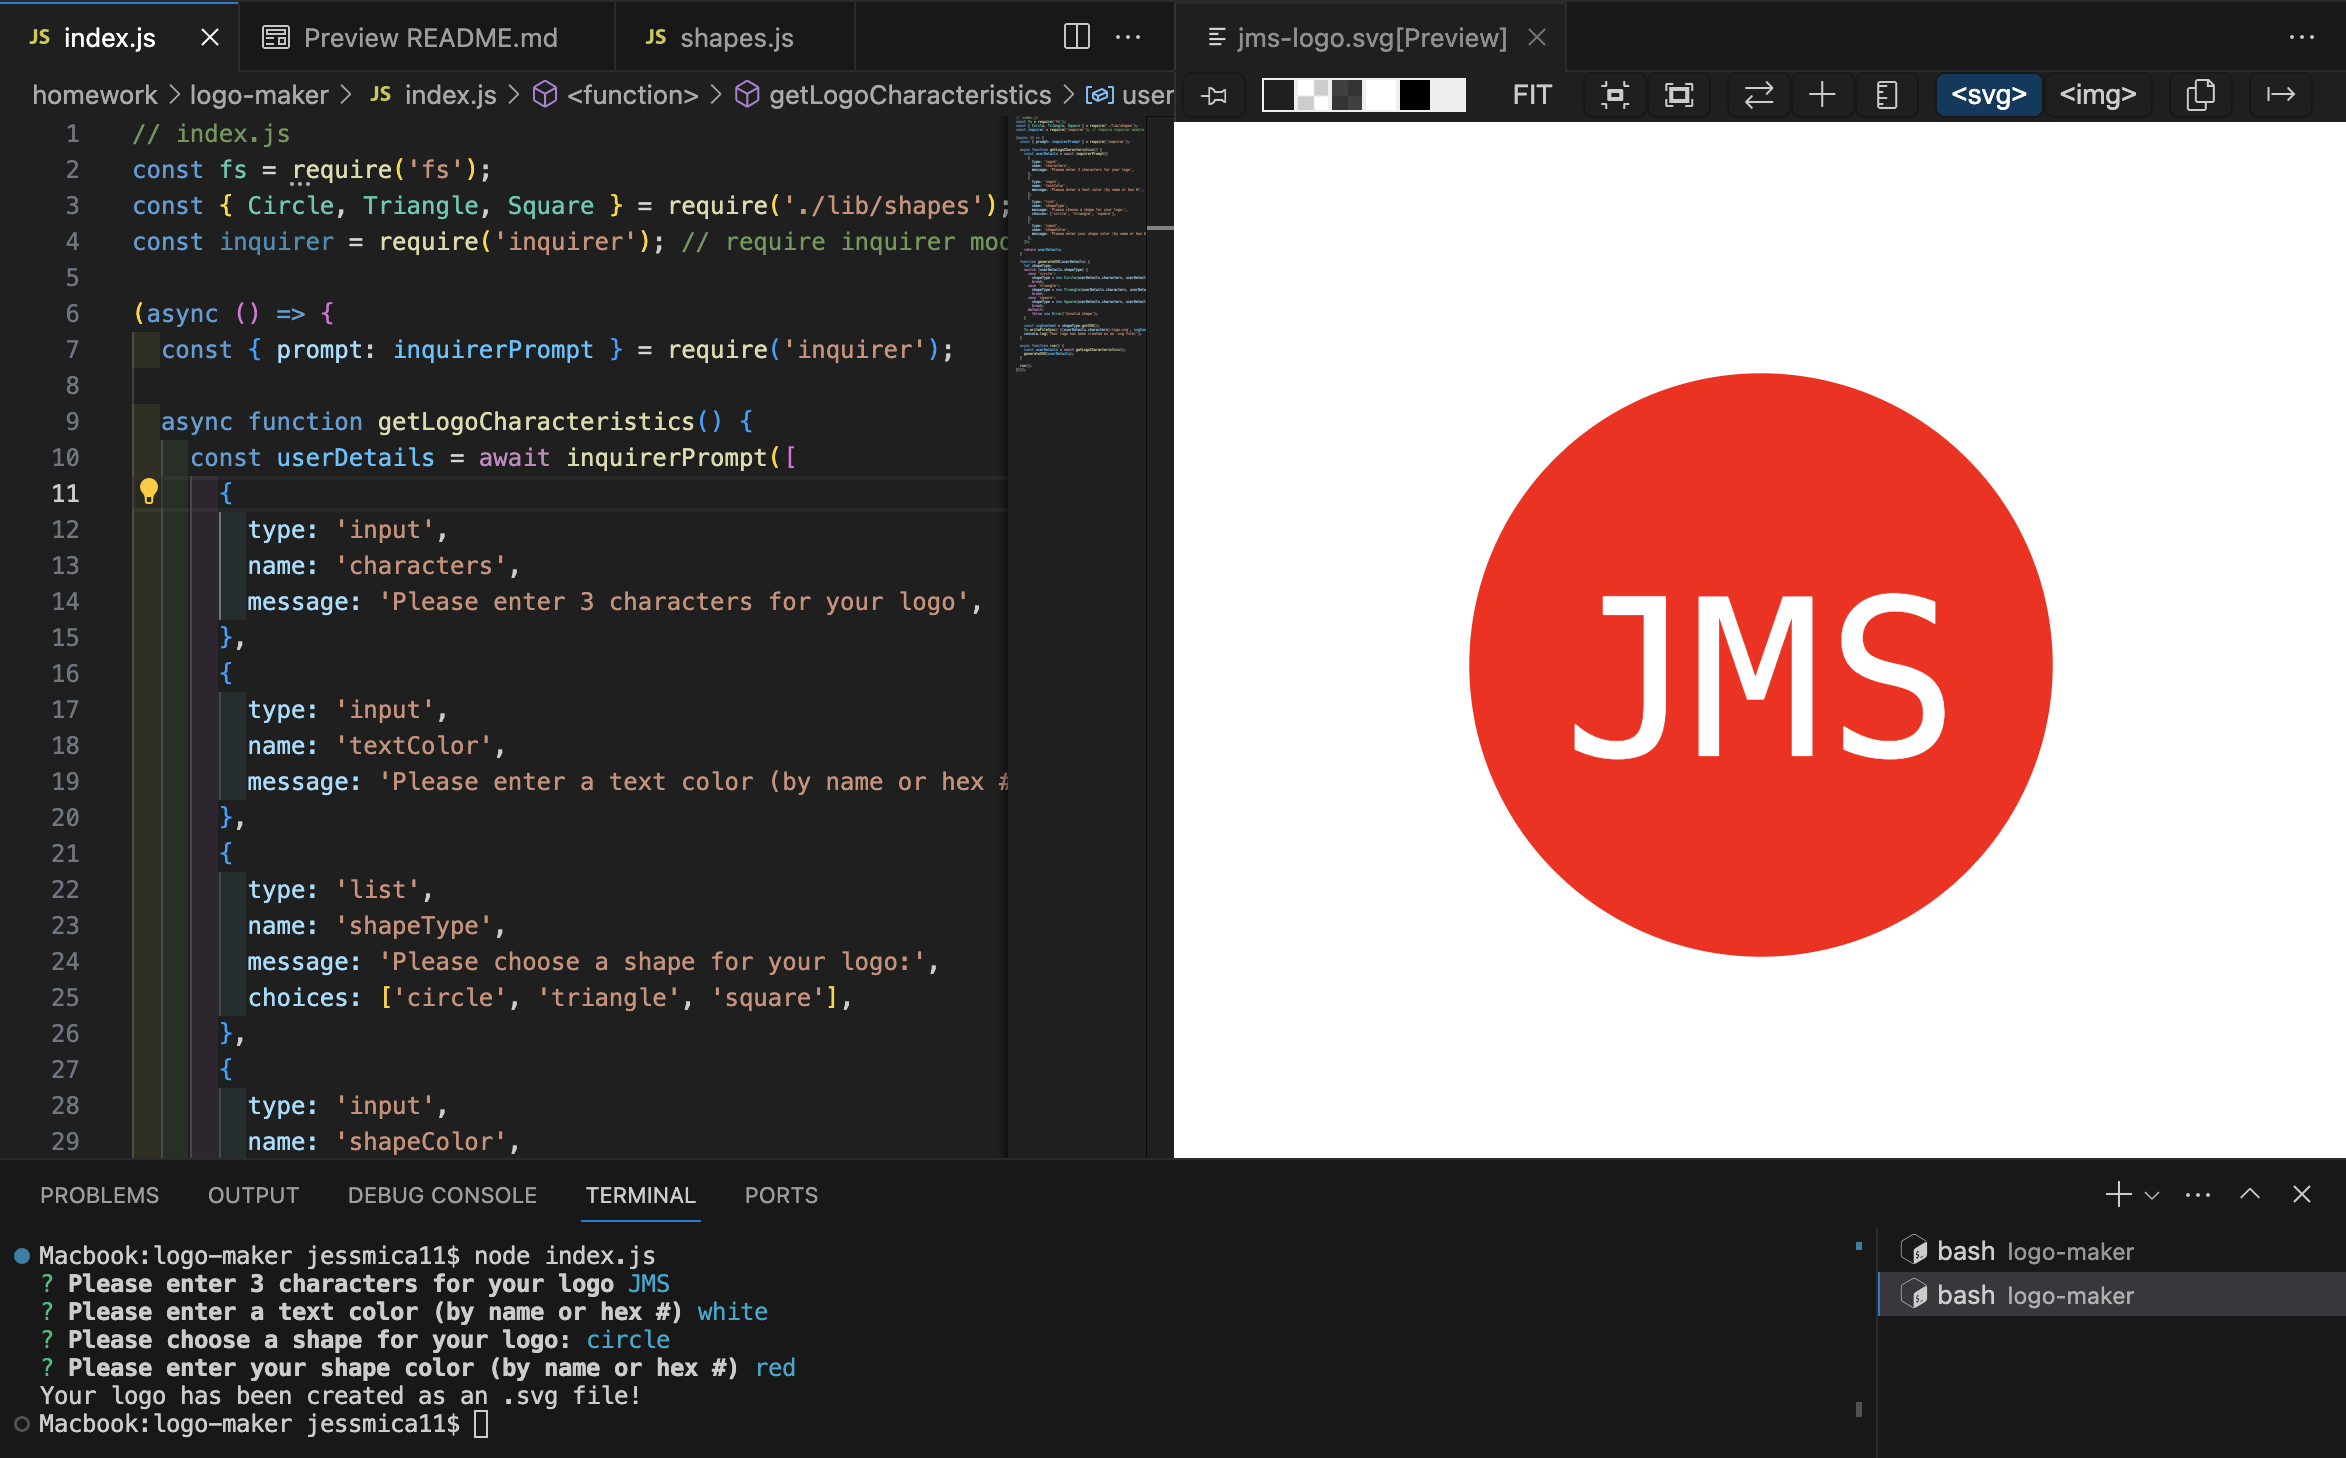 JS index.js
Preview README.md
JS shapes.js
jms-logo.svg[Preview]
homework > logo-maker > JS index.js > <function> > getLogoCharacteristics > user
FIT
<svg>
<img>
1 // index.js
2 const fs = require('fs');
3 const { Circle, Triangle, Square } = require('./lib/shapes');
4 const inquirer = require('inquirer'); // require inquirer mod
5
6 (async () => {
7 const { prompt: inquirerPrompt } = require('inquirer');
8
9 async function getLogoCharacteristics() {
10 const userDetails = await inquirerPrompt([
11 {
12 type: 'input',
13 name: 'characters',
14 message: 'Please enter 3 characters for your logo',
15 },
16 {
17 type: 'input',
18 name: 'textColor',
19 message: 'Please enter a text color (by name or hex #
20 },
21 {
22 type: 'list',
23 name: 'shapeType',
24 message: 'Please choose a shape for your logo:',
25 choices: ['circle', 'triangle', 'square'],
26 },
27 {
28 type: 'input',
29 name: 'shapeColor',
JMS
PROBLEMS OUTPUT DEBUG CONSOLE TERMINAL PORTS
Macbook:logo-maker jessmica11$ node index.js
? Please enter 3 characters for your logo JMS
? Please enter a text color (by name or hex #) white
? Please choose a shape for your logo: circle
? Please enter your shape color (by name or hex #) red
Your logo has been created as an .svg file!
Macbook:logo-maker jessmica11$
bash logo-maker
bash logo-maker